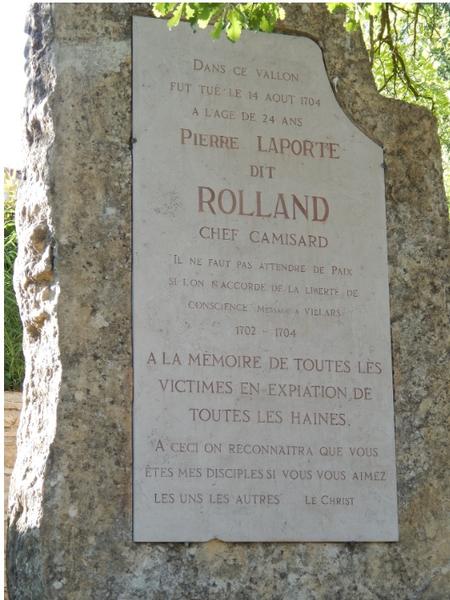 DANS CE VALLON
FUT TUÉ LE 14 AOUT 1704
A L'AGE DE 24 ANS
PIERRE LAPORTE
DIT
ROLLAND
CHEF CAMISARD
IL NE FAUT PAS ATTENDRE DE PAIX
SI L'ON N'ACCORDE DE LA LIBERTE DE
CONSCIENCE MESSAGE A VILLARS
1702 - 1704
A LA MÉMOIRE DE TOUTES LES
VICTIMES EN EXPIATION DE
TOUTES LES HAINES.
A CECI ON RECONNAITRA QUE VOUS
ÊTES MES DISCIPLES SI VOUS VOUS AIMEZ
LES UNS LES AUTRES LE CHRIST